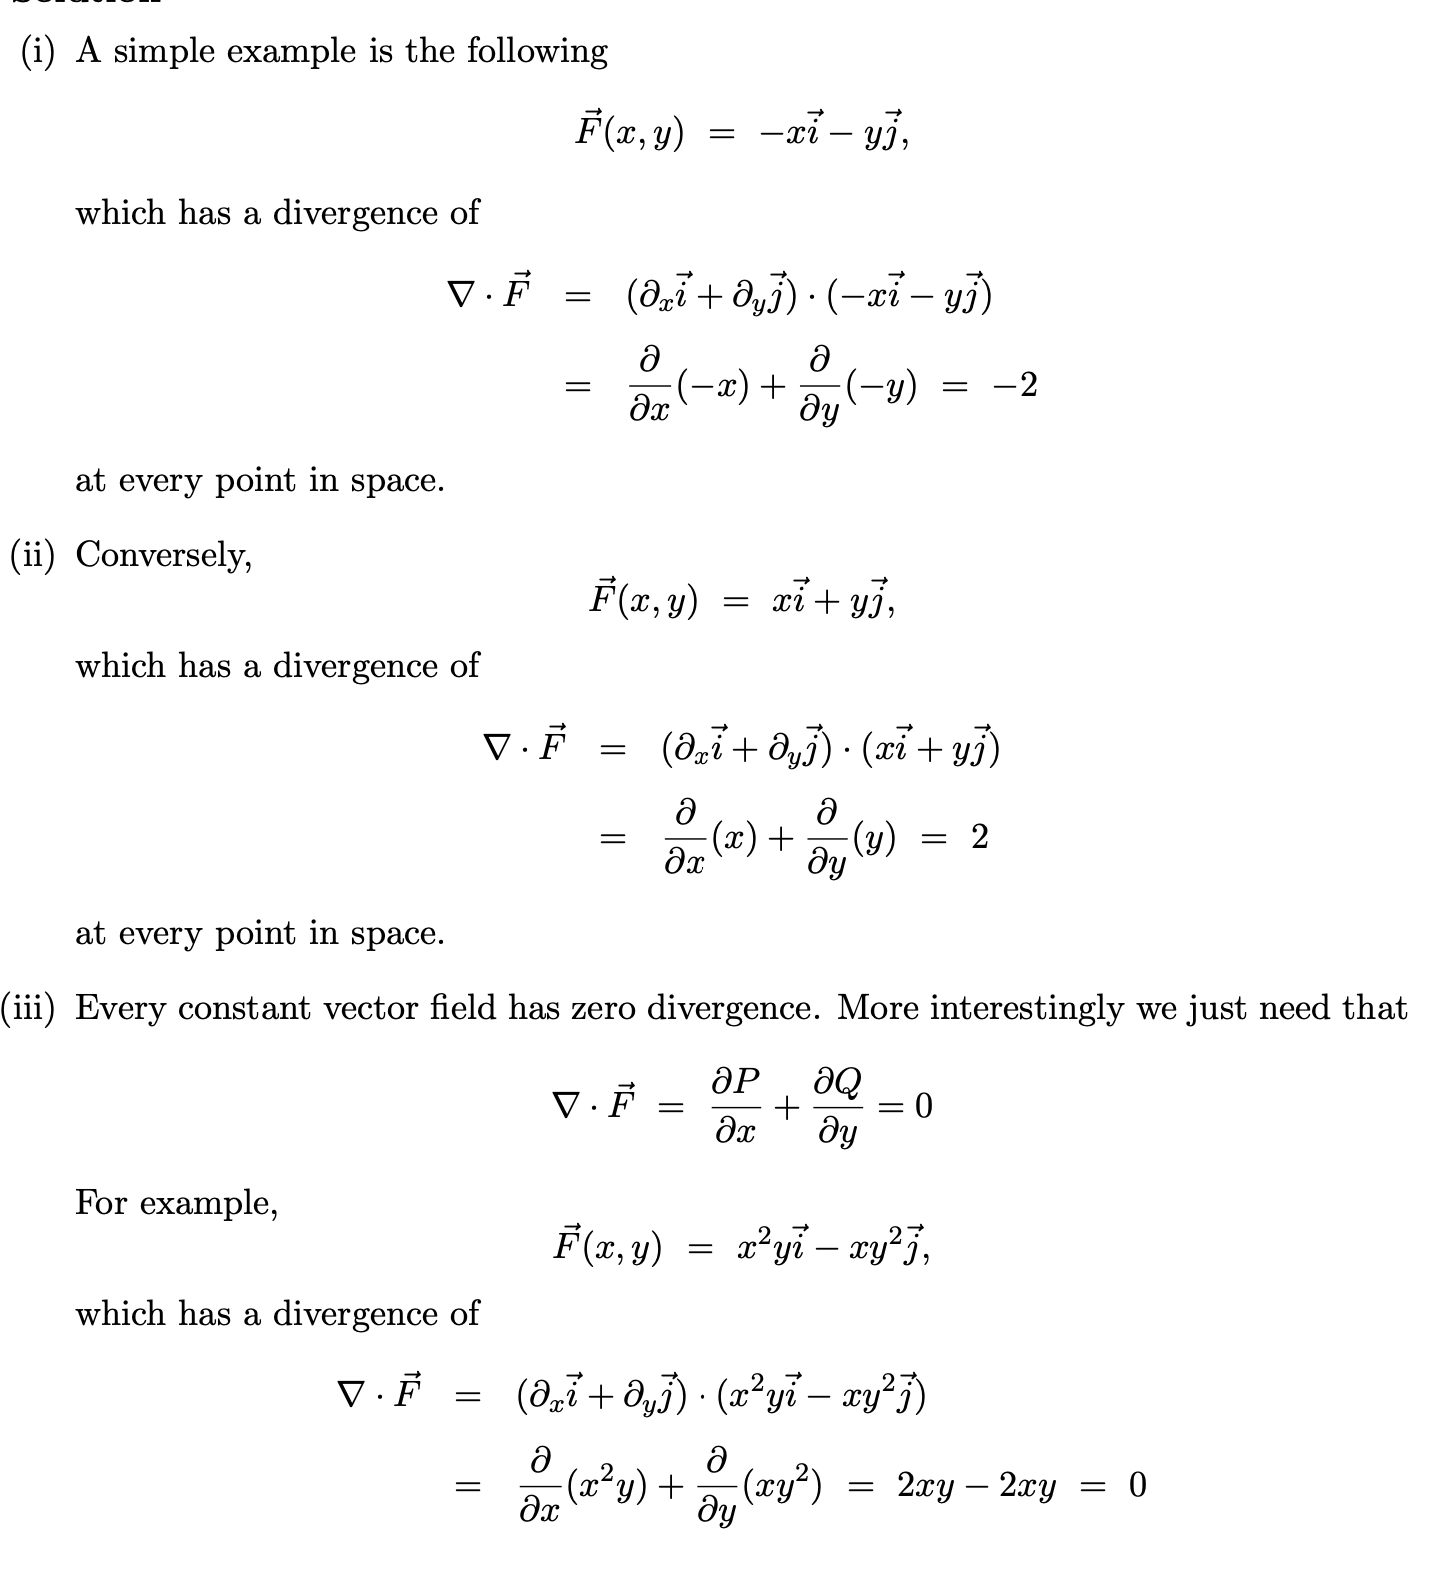 (i) A simple example is the following
$\vec{F}(x, y) = -x\vec{i} - y\vec{j},$
which has a divergence of
$\nabla \cdot \vec{F} = (\partial_x \vec{i} + \partial_y \vec{j}) \cdot (-x\vec{i} - y\vec{j})$
$= \frac{\partial}{\partial x}(-x) + \frac{\partial}{\partial y}(-y) = -2$
at every point in space.
(ii) Conversely,
$\vec{F}(x, y) = x\vec{i} + y\vec{j},$
which has a divergence of
$\nabla \cdot \vec{F} = (\partial_x \vec{i} + \partial_y \vec{j}) \cdot (x\vec{i} + y\vec{j})$
$= \frac{\partial}{\partial x}(x) + \frac{\partial}{\partial y}(y) = 2$
at every point in space.
(iii) Every constant vector field has zero divergence. More interestingly we just need that
$\nabla \cdot \vec{F} = \frac{\partial P}{\partial x} + \frac{\partial Q}{\partial y} = 0$
For example,
$\vec{F}(x, y) = x^2y\vec{i} - xy^2\vec{j},$
which has a divergence of
$\nabla \cdot \vec{F} = (\partial_x \vec{i} + \partial_y \vec{j}) \cdot (x^2y\vec{i} - xy^2\vec{j})$
$= \frac{\partial}{\partial x}(x^2y) + \frac{\partial}{\partial y}(xy^2) = 2xy - 2xy = 0$